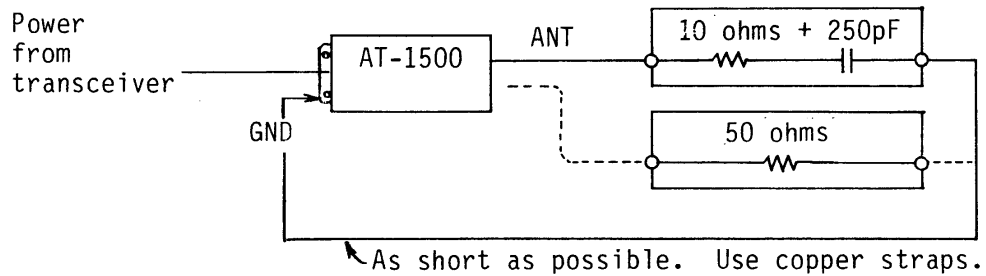 Power
from
transceiver
AT-1500
ANT
10 ohms + 250pF
GND
50 ohms
As short as possible. Use copper straps.